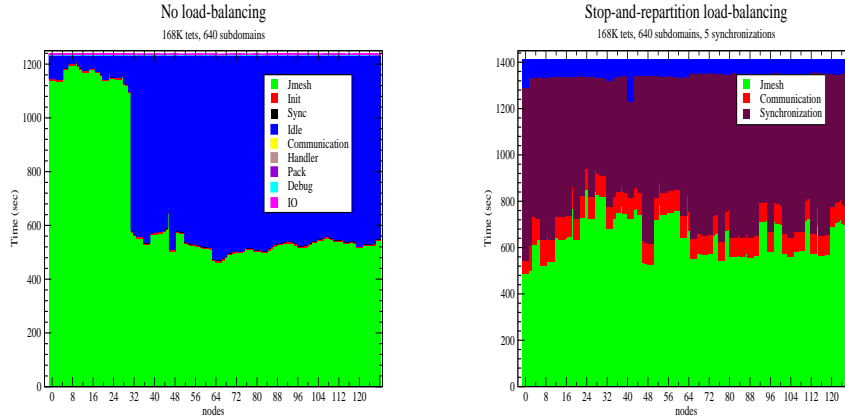 No load-balancing
168K tets, 640 subdomains
Time (sec)
1200
1000
800
600
400
200
0
Jmesh
Init
Sync
Idle
Communication
Handler
Pack
Debug
IO
0 8 16 24 32 40 48 56 64 72 80 88 96 104 112 120
nodes
Stop-and-repartition load-balancing
168K tets, 640 subdomains, 5 synchronizations
Time (sec)
1400
1200
1000
800
600
400
200
0
Jmesh
Communication
Synchronization
0 8 16 24 32 40 48 56 64 72 80 88 96 104 112 120
nodes